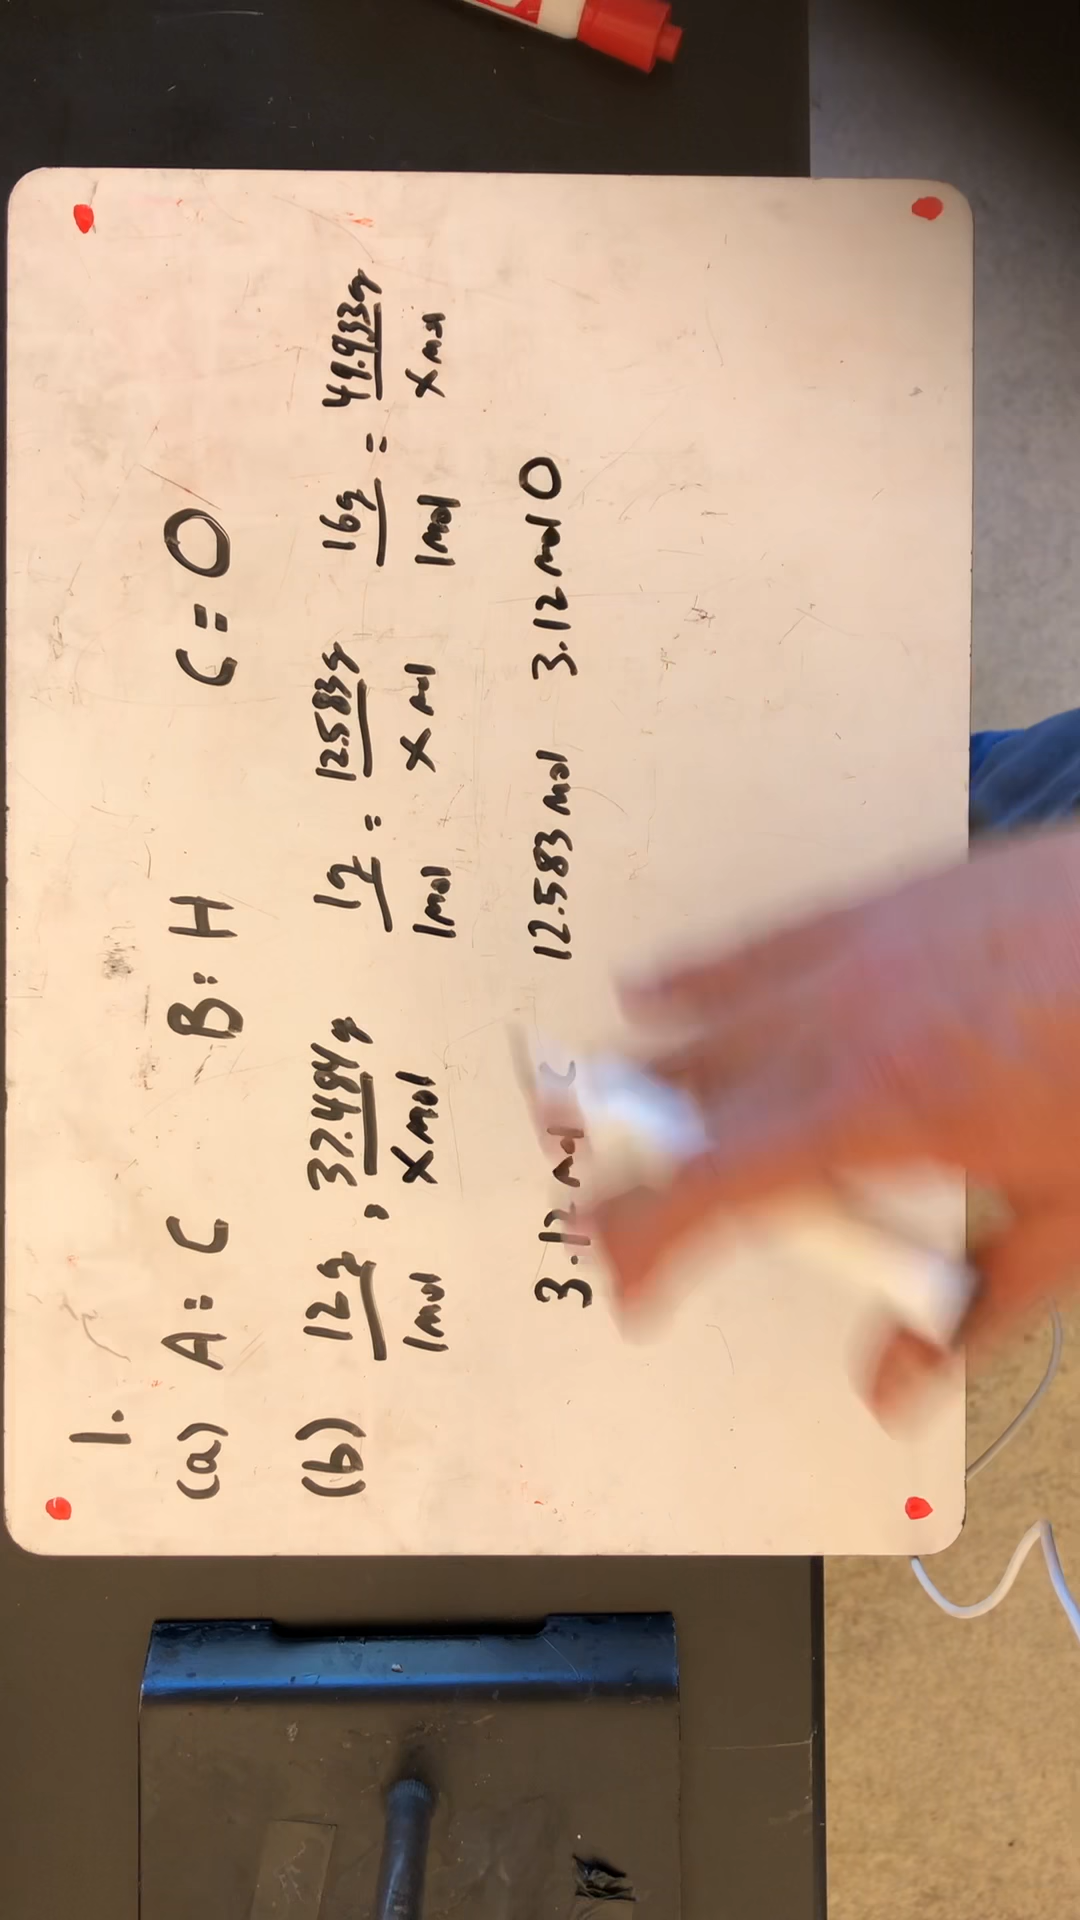 1.
(a) A = C B = H C = O
(b) 12g = 37.484g 1g = 12.583g 16g = 49.933g
1mol x mol 1mol x mol 1mol x mol
3.12 mol C 12.583 mol 3.12 mol O